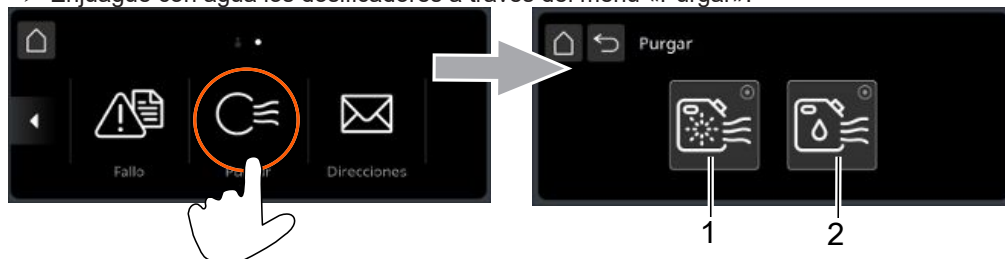 Enjuague con agua los dosificadores a través del menú «Purgar».
Purgar
Fallo
Direcciones
1
2